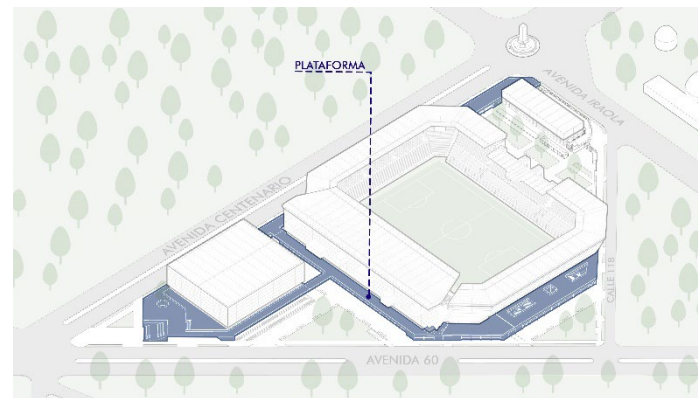 PLATAFORMA
AVENIDA IRAOLA
AVENIDA CENTENARIO
CALLE 118
AVENIDA 60